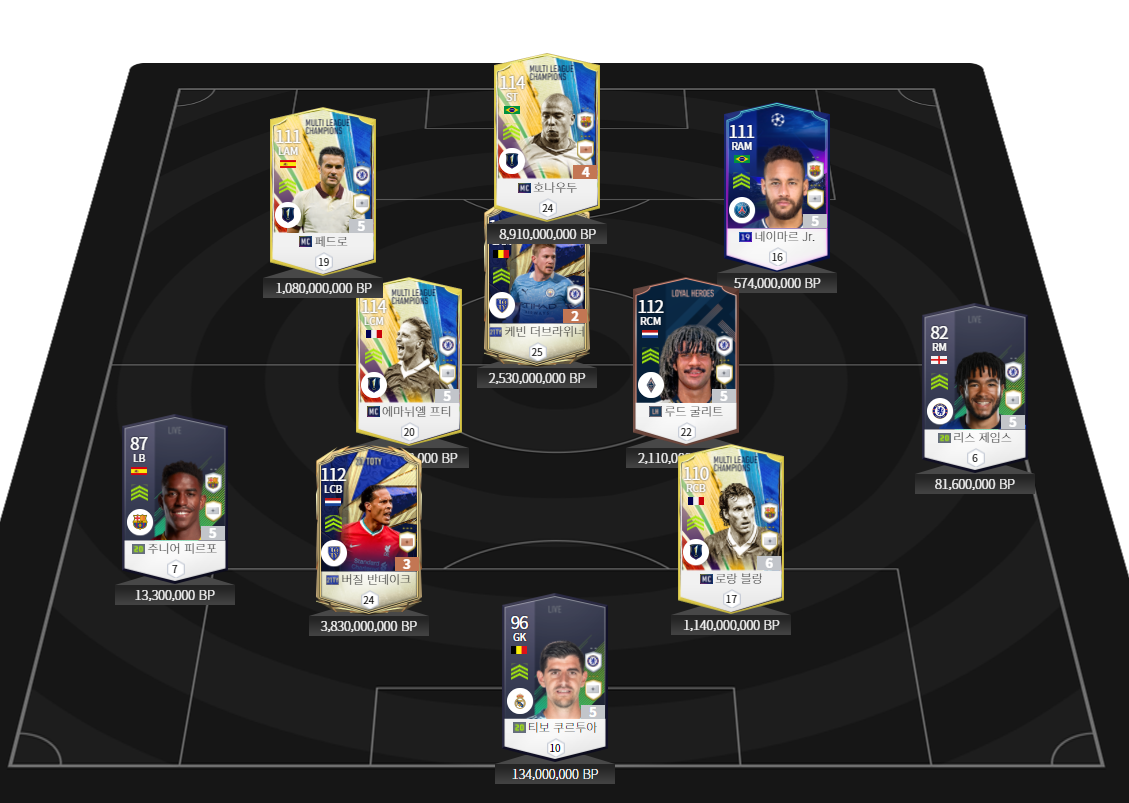 MULTI LEAGUE
CHAMPIONS
114
ST
4
MC 호나우두
24
8,910,000,000 BP
MULTI LEAGUE
CHAMPIONS
111
LAM
5
MC 페드로
19
1,080,000,000 BP
111
RAM
5
19 네이마르 Jr.
16
574,000,000 BP
2
케빈 더브라위너
25
2,530,000,000 BP
MULTI LEAGUE
CHAMPIONS
114
LCM
5
MC 에마뉘엘 프티
20
000 BP
LOYAL HEROES
112
RCM
5
LH 루드 굴리트
22
2,110,0
LIVE
82
RM
5
20 리스 제임스
6
81,600,000 BP
LIVE
87
LB
5
20 주니어 피르포
7
13,300,000 BP
TOTY
112
LCB
3
버질 반데이크
24
3,830,000,000 BP
MULTI LEAGUE
CHAMPIONS
110
RCB
6
MC 로랑 블랑
17
1,140,000,000 BP
LIVE
96
GK
5
20 티보 쿠르투아
10
134,000,000 BP